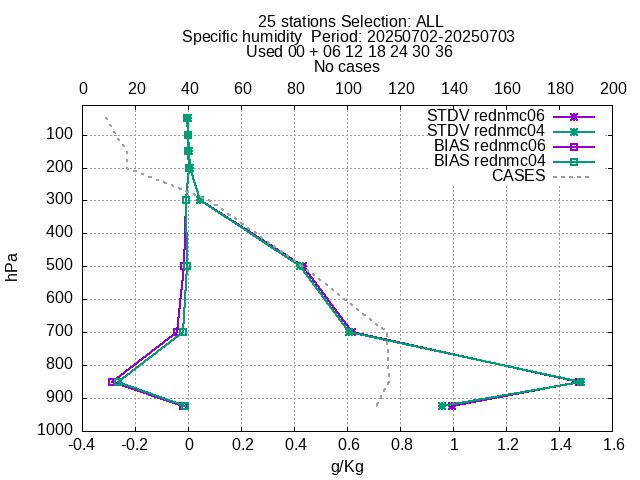 25 stations Selection: ALL
Specific humidity  Period: 20250702-20250703
Used 00 + 06 12 18 24 30 36
No cases
0 20 40 60 80 100 120 140 160 180 200
STDV rednmc06
STDV rednmc04
BIAS rednmc06
BIAS rednmc04
CASES
100
200
300
400
500
600
700
800
900
1000
hPa
-0.4 -0.2 0 0.2 0.4 0.6 0.8 1 1.2 1.4 1.6
g/Kg